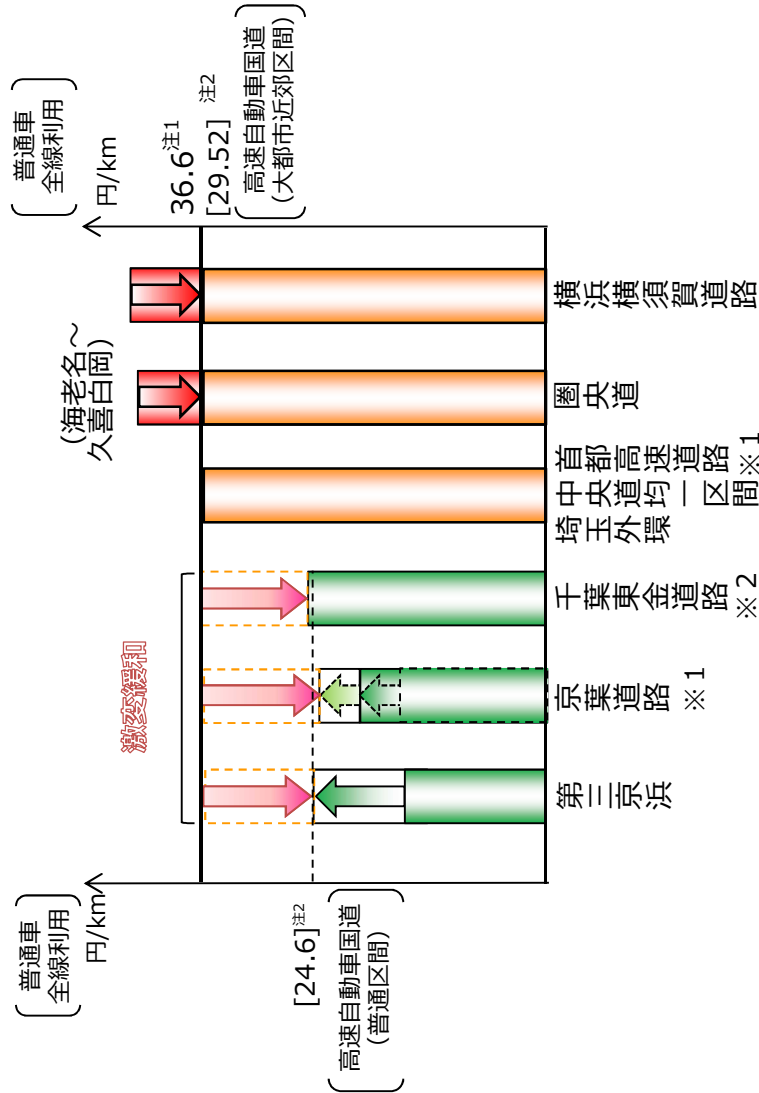 普通車
全線利用
円/km
[24.6]注2
高速自動車国道
(普通区間)
激変緩和
(海老名～
久喜白岡)
普通車
全線利用
円/km
36.6注1
[29.52]注2
高速自動車国道
(大都市近郊区間)
第三京浜
京葉道路
※1
千葉東金道路
※2
首都高速道路※1
中央道均一区間
埼玉外環
圏央道
横浜横須賀道路